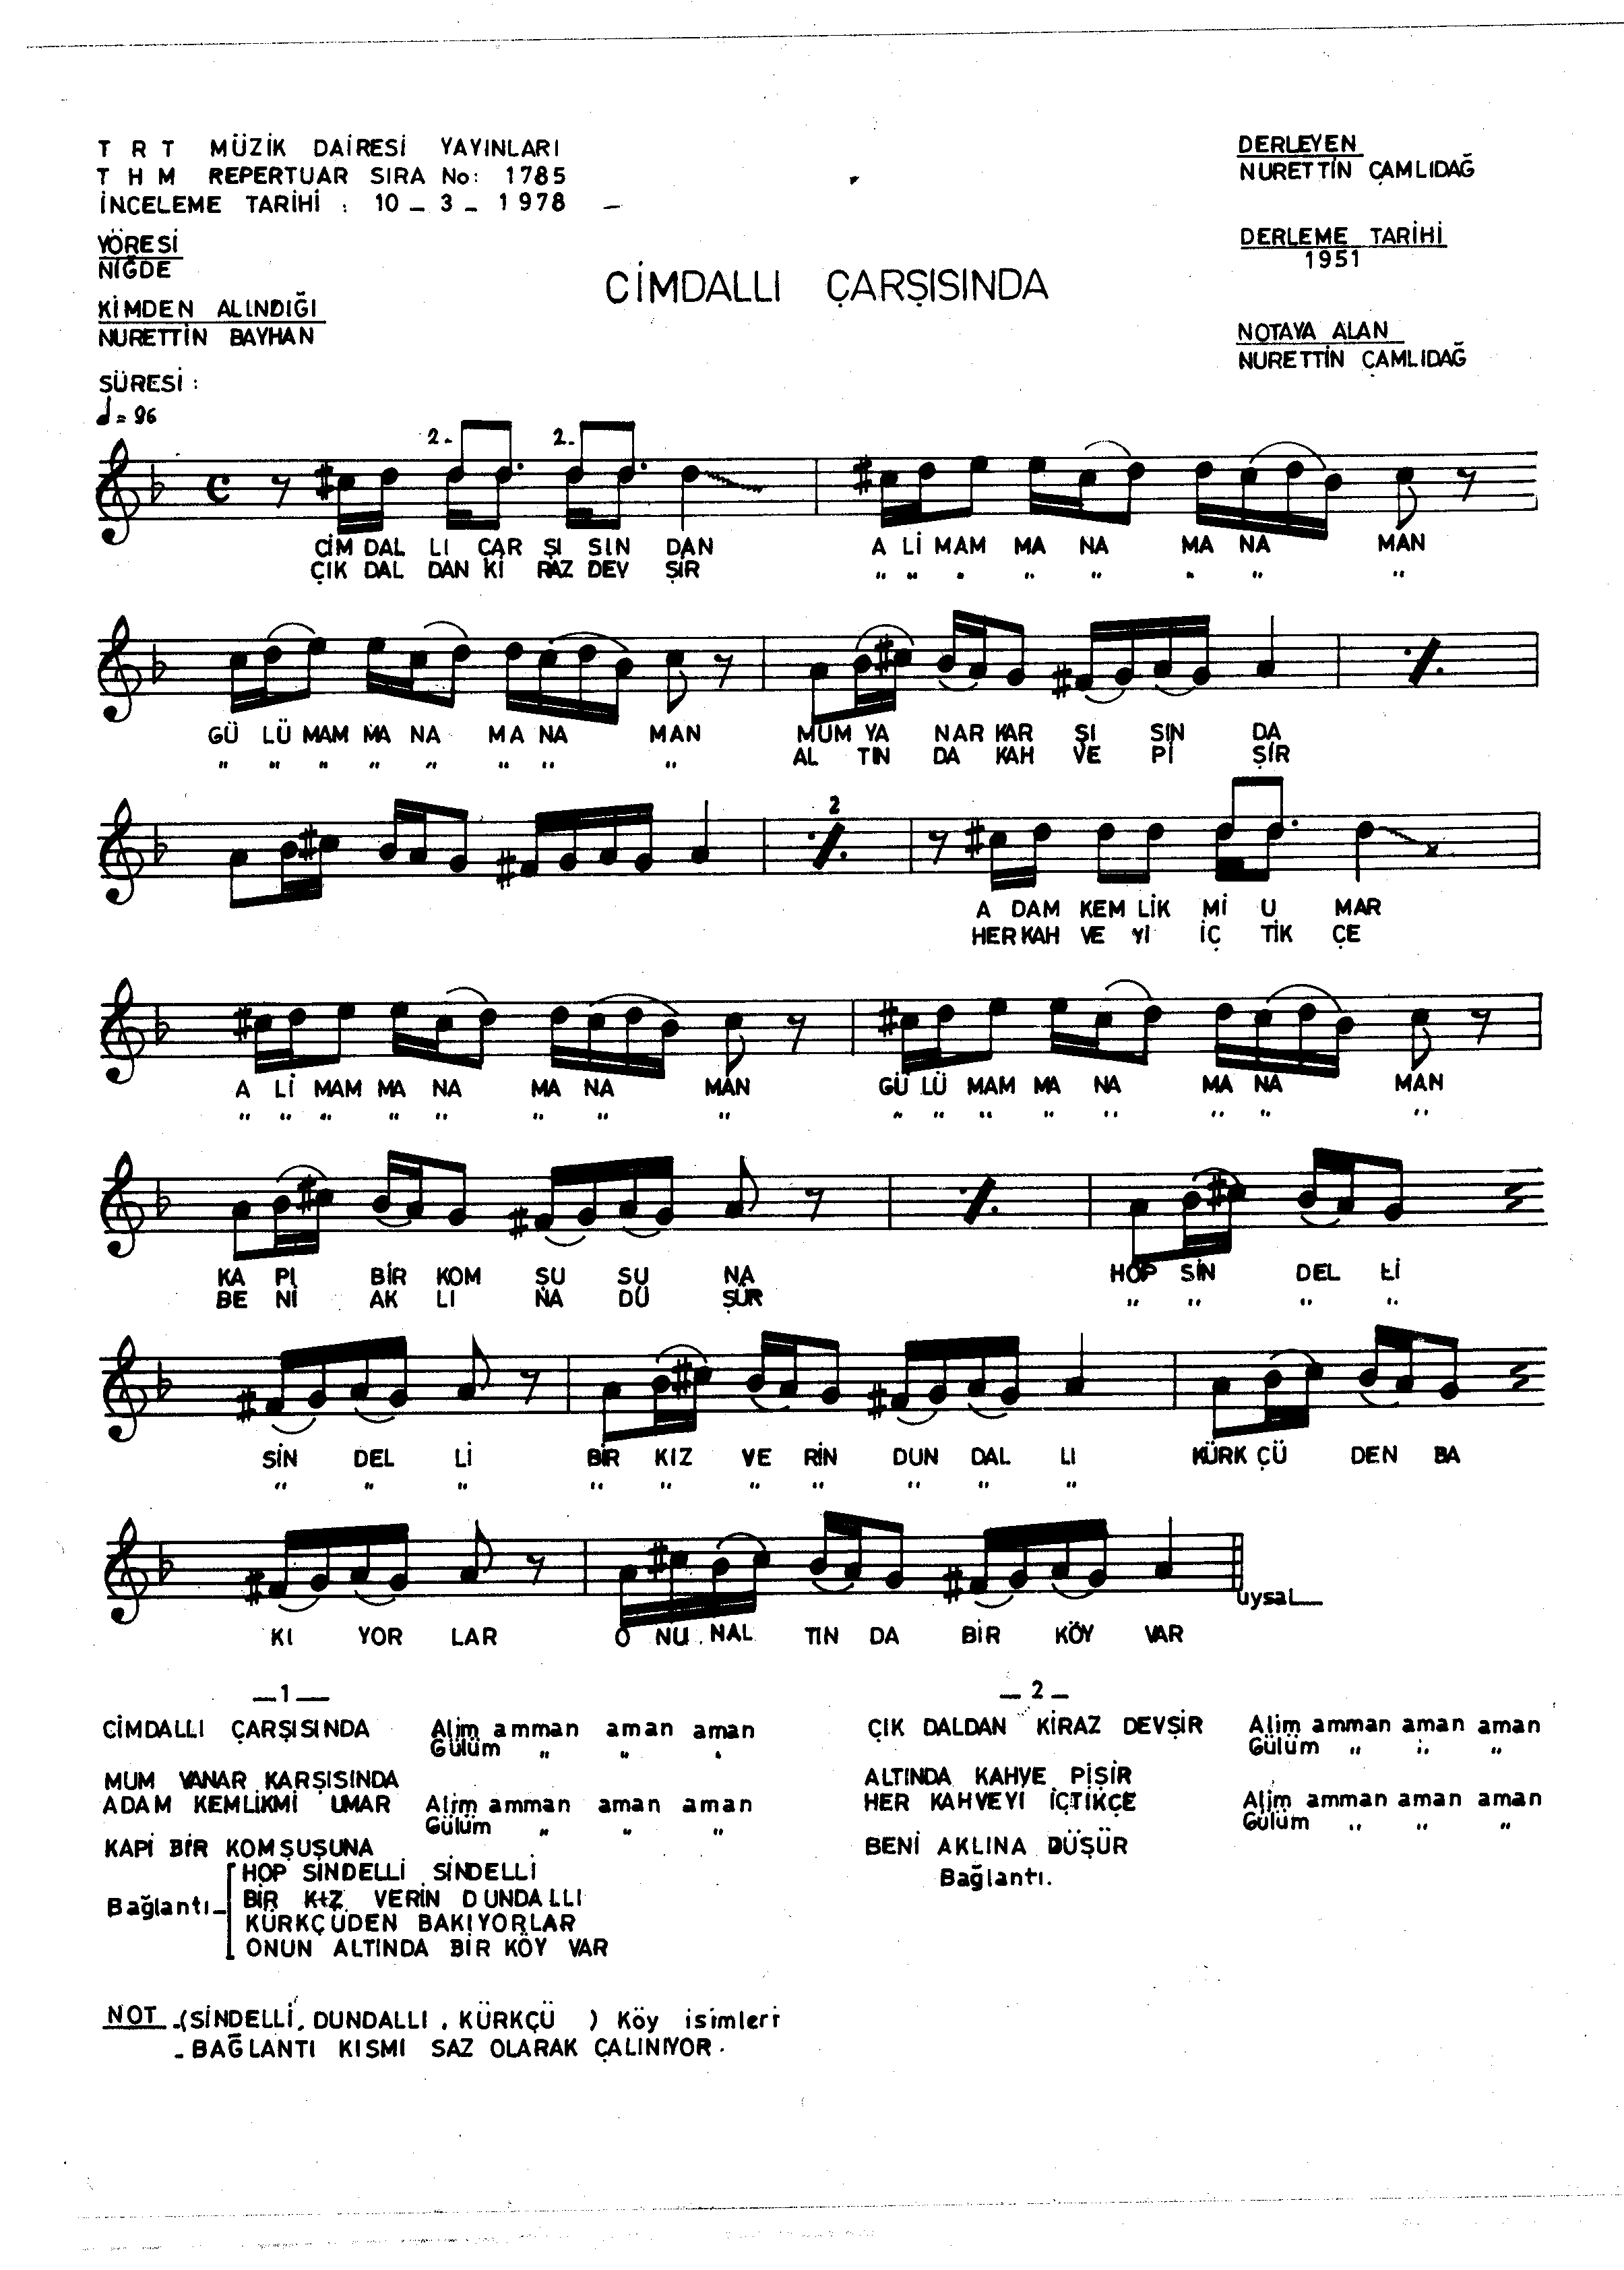 T R T MÜZİK DAİRESİ YAYINLARI
T H M REPERTUAR SIRA No: 1785
İNCELEME TARİHİ : 10 _ 3 _ 1978
DERLEYEN
NURETTİN ÇAMLIDAĞ
YÖRESİ
NİĞDE
DERLEME TARİHİ
1951
CİMDALLI ÇARŞISINDA
KİMDEN ALINDIĞI
NURETTİN BAYHAN
NOTAYA ALAN
NURETTİN ÇAMLIDAĞ
SÜRESİ :
= 96
2- 2-
CİM DAL LI ÇAR ŞI SIN DAN A Lİ MAM MA NA MA NA MAN
ÇIK DAL DAN Kİ RAZ DEV ŞİR " " " " " " " "
GÜ LÜ MAM MA NA MA NA MAN MUM YA NAR KAR ŞI SIN DA
" " " " " " " " AL TIN DA KAH VE Pİ ŞİR
2
A DAM KEM LİK Mİ U MAR
HER KAH VE Yİ İÇ TİK ÇE
A Lİ MAM MA NA MA NA MAN GÜ LÜ MAM MA NA MA NA MAN
" " " " " " " " " " " " " " " "
KA PI BİR KOM ŞU SU NA HOP SİN DEL Lİ
BE Nİ AK LI NA DÜ ŞÜR " " " "
SİN DEL Lİ BİR KIZ VE RİN DUN DAL LI KÜRK ÇÜ DEN BA
" " " " " " " " " "
KI YOR LAR O NU NAL TIN DA BİR KÖY VAR
uysal
_1_
CİMDALLI ÇARŞISINDA Alim amman aman aman
Gülüm " " "
MUM YANAR KARŞISINDA
ADAM KEMLİKMİ UMAR Alim amman aman aman
Gülüm " " "
KAPİ BİR KOMŞUSUNA
HOP SİNDELLİ SİNDELLİ
Bağlantı_ BİR KIZ VERİN DUNDALLI
KÜRKÇÜDEN BAKIYORLAR
ONUN ALTINDA BİR KÖY VAR
_ 2 _
ÇIK DALDAN KİRAZ DEVŞİR Alim amman aman aman
Gülüm " " "
ALTINDA KAHVE PİŞİR
HER KAHVEYİ İÇTİKÇE Alim amman aman aman
Gülüm " " "
BENİ AKLINA DÜŞÜR
Bağlantı.
NOT -(SİNDELLİ, DUNDALLI, KÜRKÇÜ ) Köy isimleri
- BAĞLANTI KISMI SAZ OLARAK ÇALINIYOR.